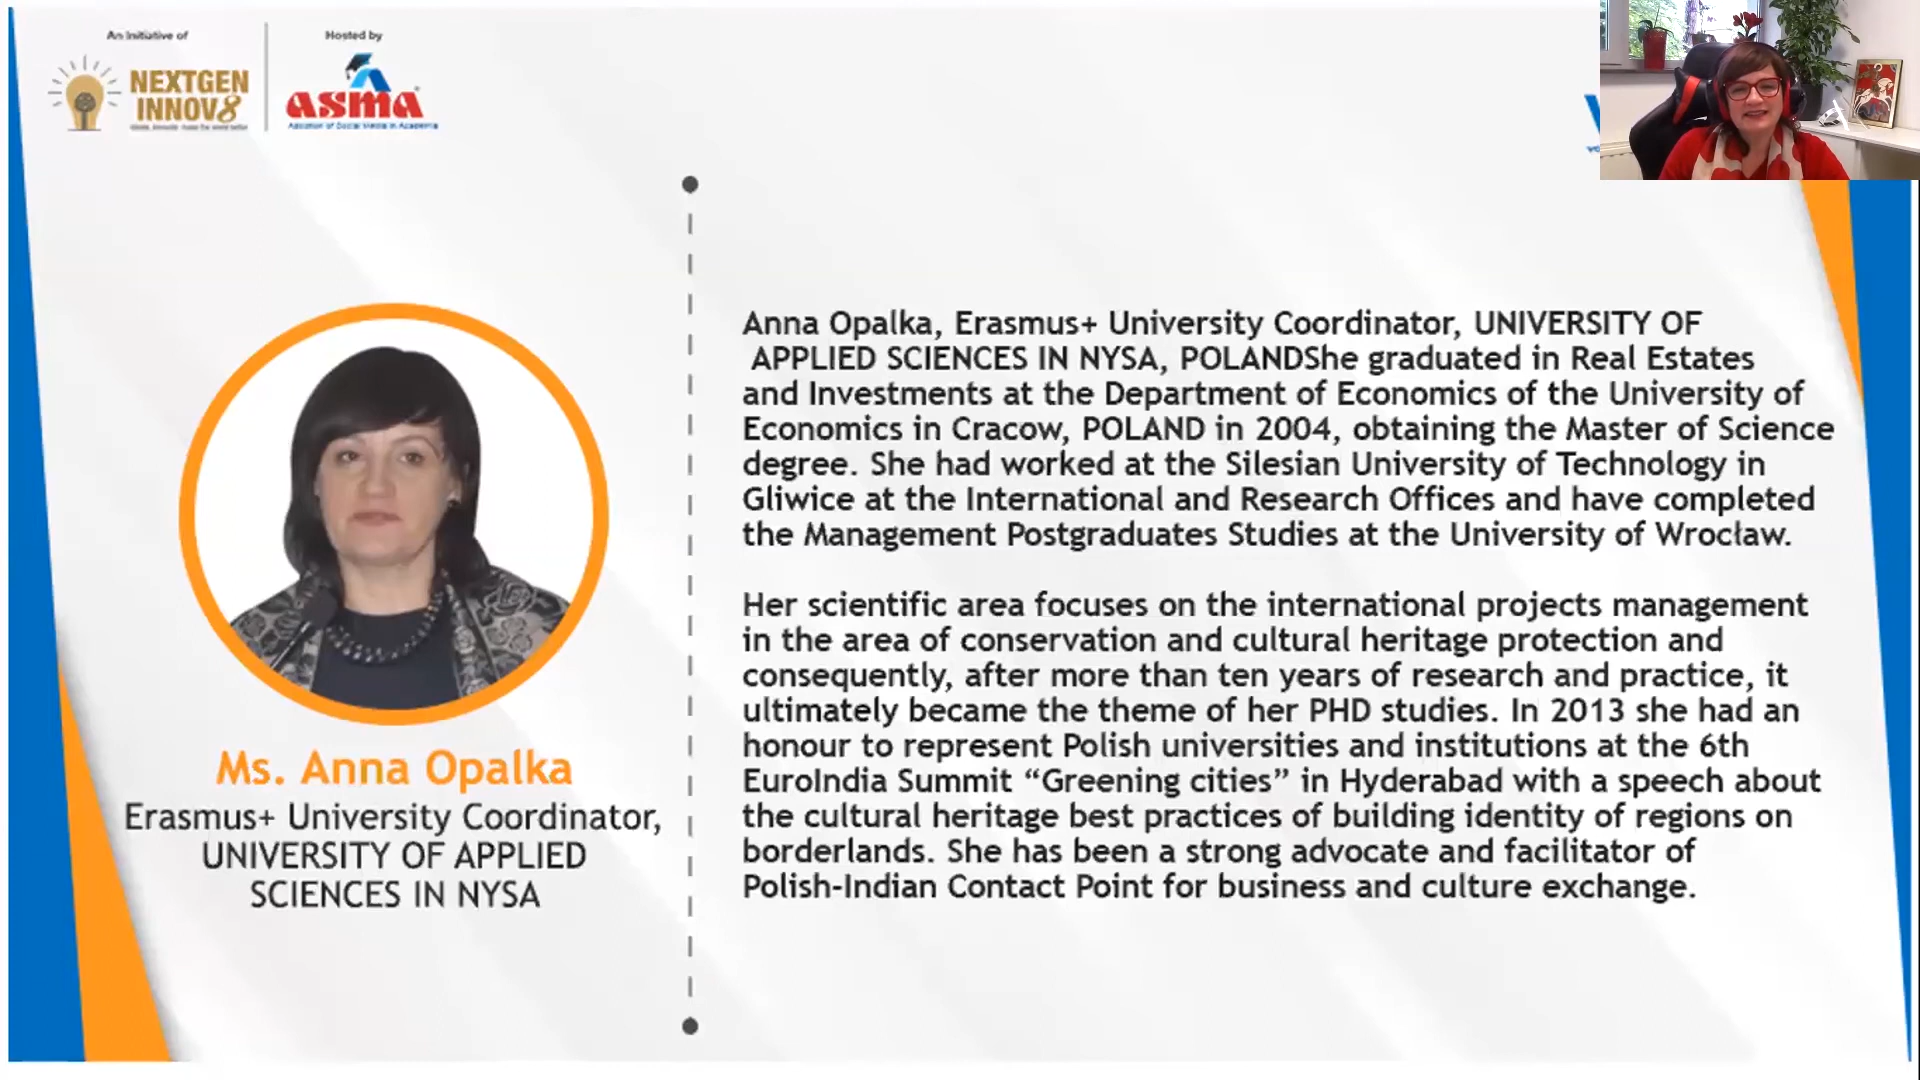 An Initiative of
NEXTGEN
INNOV8
Hosted by
ASMA
Adoption of Social Media in Academia
Ms. Anna Opalka
Erasmus+ University Coordinator,
UNIVERSITY OF APPLIED
SCIENCES IN NYSA
Anna Opalka, Erasmus+ University Coordinator, UNIVERSITY OF
APPLIED SCIENCES IN NYSA, POLANDShe graduated in Real Estates
and Investments at the Department of Economics of the University of
Economics in Cracow, POLAND in 2004, obtaining the Master of Science
degree. She had worked at the Silesian University of Technology in
Gliwice at the International and Research Offices and have completed
the Management Postgraduates Studies at the University of Wrocław.
Her scientific area focuses on the international projects management
in the area of conservation and cultural heritage protection and
consequently, after more than ten years of research and practice, it
ultimately became the theme of her PHD studies. In 2013 she had an
honour to represent Polish universities and institutions at the 6th
EuroIndia Summit “Greening cities” in Hyderabad with a speech about
the cultural heritage best practices of building identity of regions on
borderlands. She has been a strong advocate and facilitator of
Polish-Indian Contact Point for business and culture exchange.